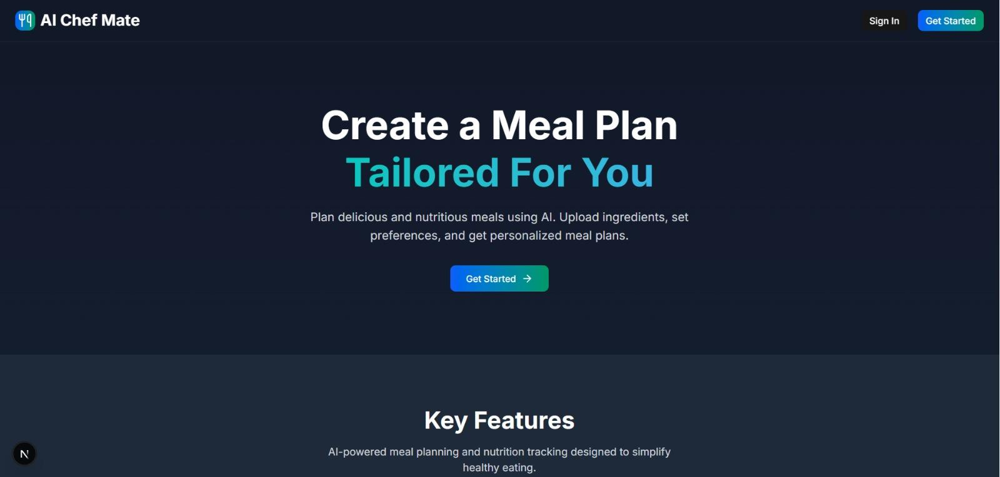 AI Chef Mate
Sign In
Get Started
Create a Meal Plan
Tailored For You
Plan delicious and nutritious meals using AI. Upload ingredients, set
preferences, and get personalized meal plans.
Get Started →
Key Features
AI-powered meal planning and nutrition tracking designed to simplify
healthy eating.
N